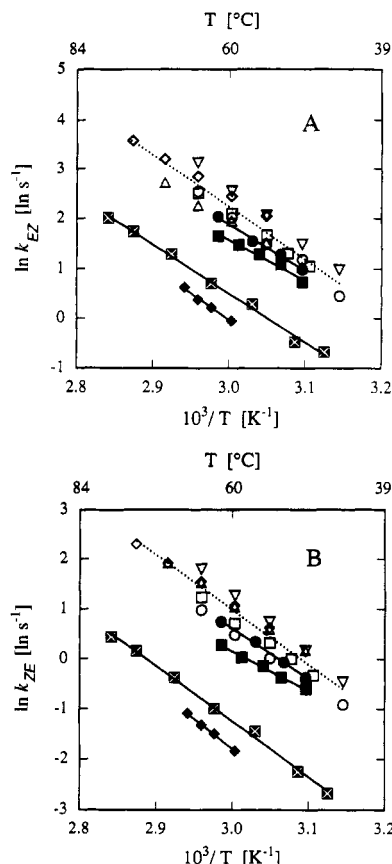 T [°C]
84 60 39
5
4
3
2
1
0
-1
ln k_EZ [ln s⁻¹]
A
2.8 2.9 3.0 3.1 3.2
10³/ T [K⁻¹]
T [°C]
84 60 39
3
2
1
0
-1
-2
-3
ln k_ZE [ln s⁻¹]
B
2.8 2.9 3.0 3.1 3.2
10³/ T [K⁻¹]